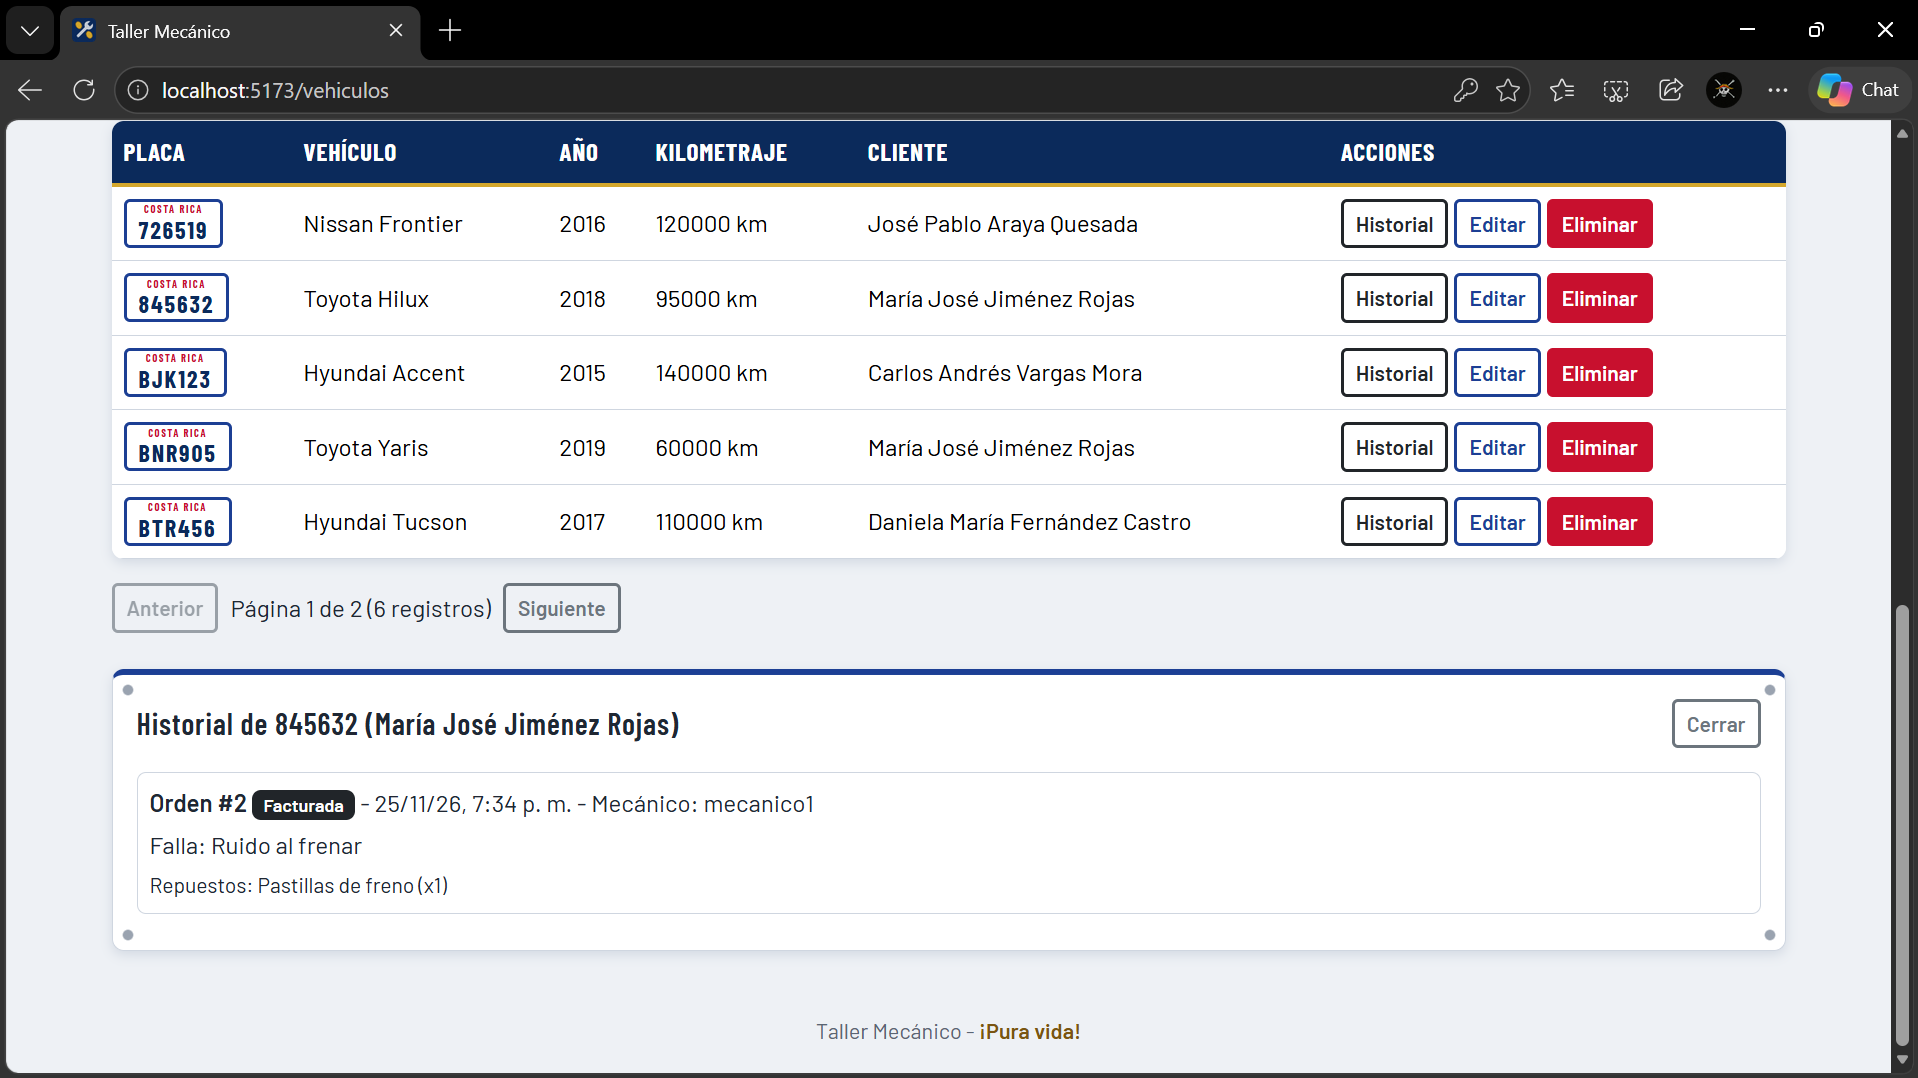 Taller Mecánico
localhost:5173/vehiculos
Chat
PLACA VEHÍCULO AÑO KILOMETRAJE CLIENTE ACCIONES
COSTA RICA
726519 Nissan Frontier 2016 120000 km José Pablo Araya Quesada Historial Editar Eliminar
COSTA RICA
845632 Toyota Hilux 2018 95000 km María José Jiménez Rojas Historial Editar Eliminar
COSTA RICA
BJK123 Hyundai Accent 2015 140000 km Carlos Andrés Vargas Mora Historial Editar Eliminar
COSTA RICA
BNR905 Toyota Yaris 2019 60000 km María José Jiménez Rojas Historial Editar Eliminar
COSTA RICA
BTR456 Hyundai Tucson 2017 110000 km Daniela María Fernández Castro Historial Editar Eliminar
Anterior Página 1 de 2 (6 registros) Siguiente
Historial de 845632 (María José Jiménez Rojas) Cerrar
Orden #2 Facturada - 25/11/26, 7:34 p. m. - Mecánico: mecanico1
Falla: Ruido al frenar
Repuestos: Pastillas de freno (x1)
Taller Mecánico - ¡Pura vida!